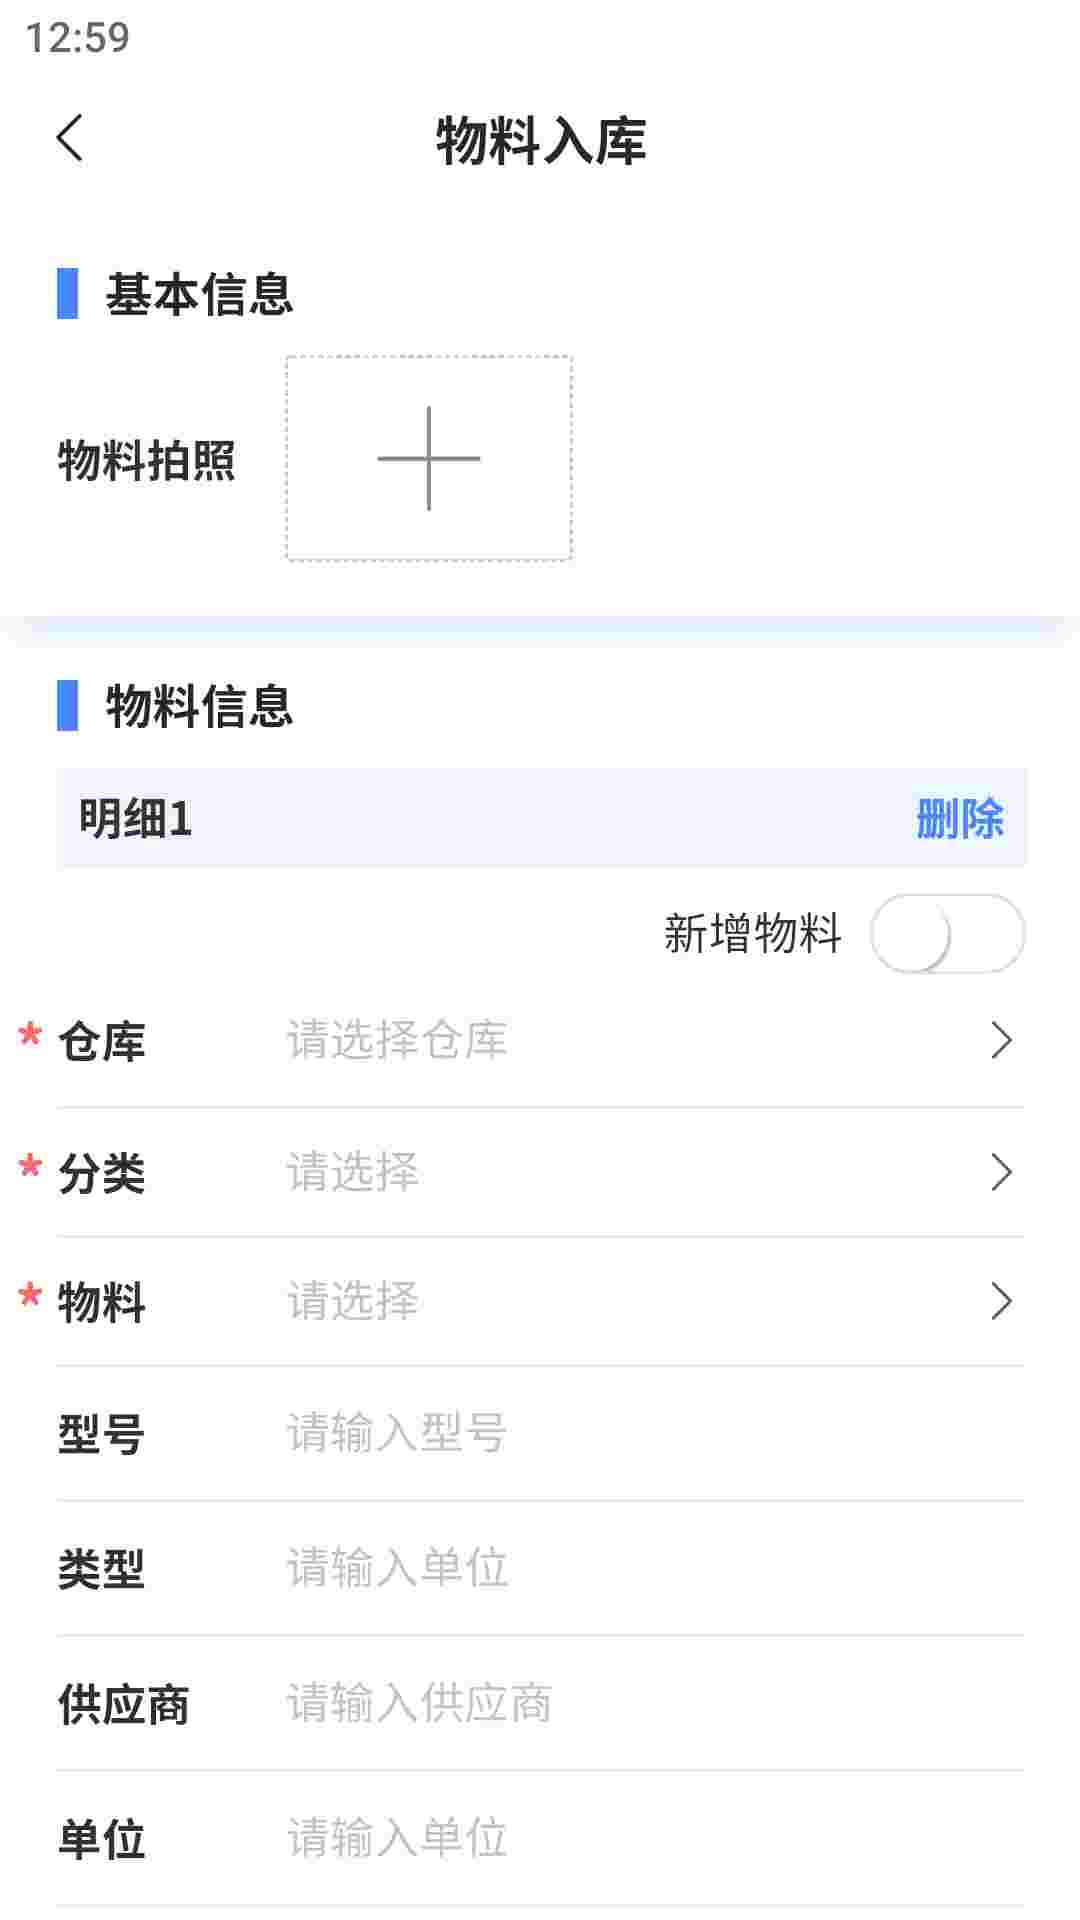 12:59
物料入库
基本信息
物料拍照
物料信息
明细1 删除
新增物料
* 仓库 请选择仓库
* 分类 请选择
* 物料 请选择
型号 请输入型号
类型 请输入单位
供应商 请输入供应商
单位 请输入单位